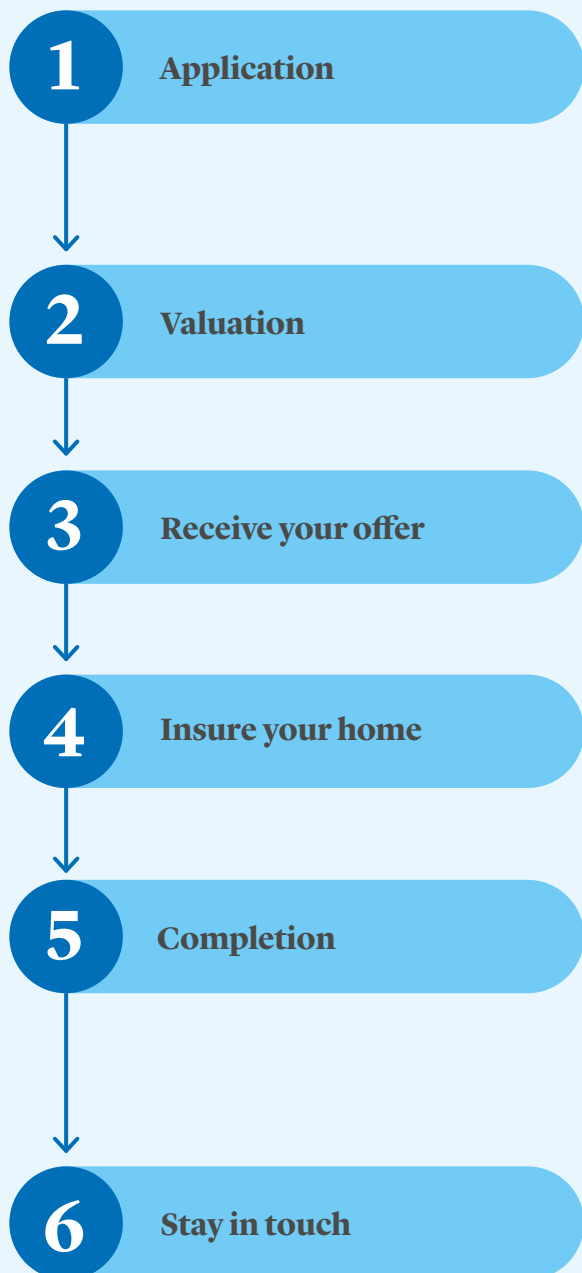 1 Application
2 Valuation
3 Receive your offer
4 Insure your home
5 Completion
6 Stay in touch